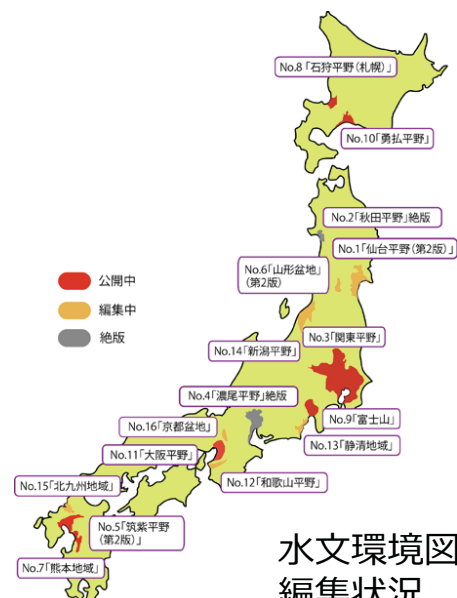 No.8「石狩平野(札幌)」
No.10「勇払平野」
No.2「秋田平野」絶版
No.1「仙台平野(第2版)」
No.6「山形盆地」
(第2版)
公開中
編集中
絶版
No.3「関東平野」
No.14「新潟平野」
No.4「濃尾平野」絶版
No.9「富士山」
No.16「京都盆地」
No.13「静清地域」
No.11「大阪平野」
No.12「和歌山平野」
No.15「北九州地域」
No.5「筑紫平野
(第2版)」
No.7「熊本地域」
水文環境図
編集状況